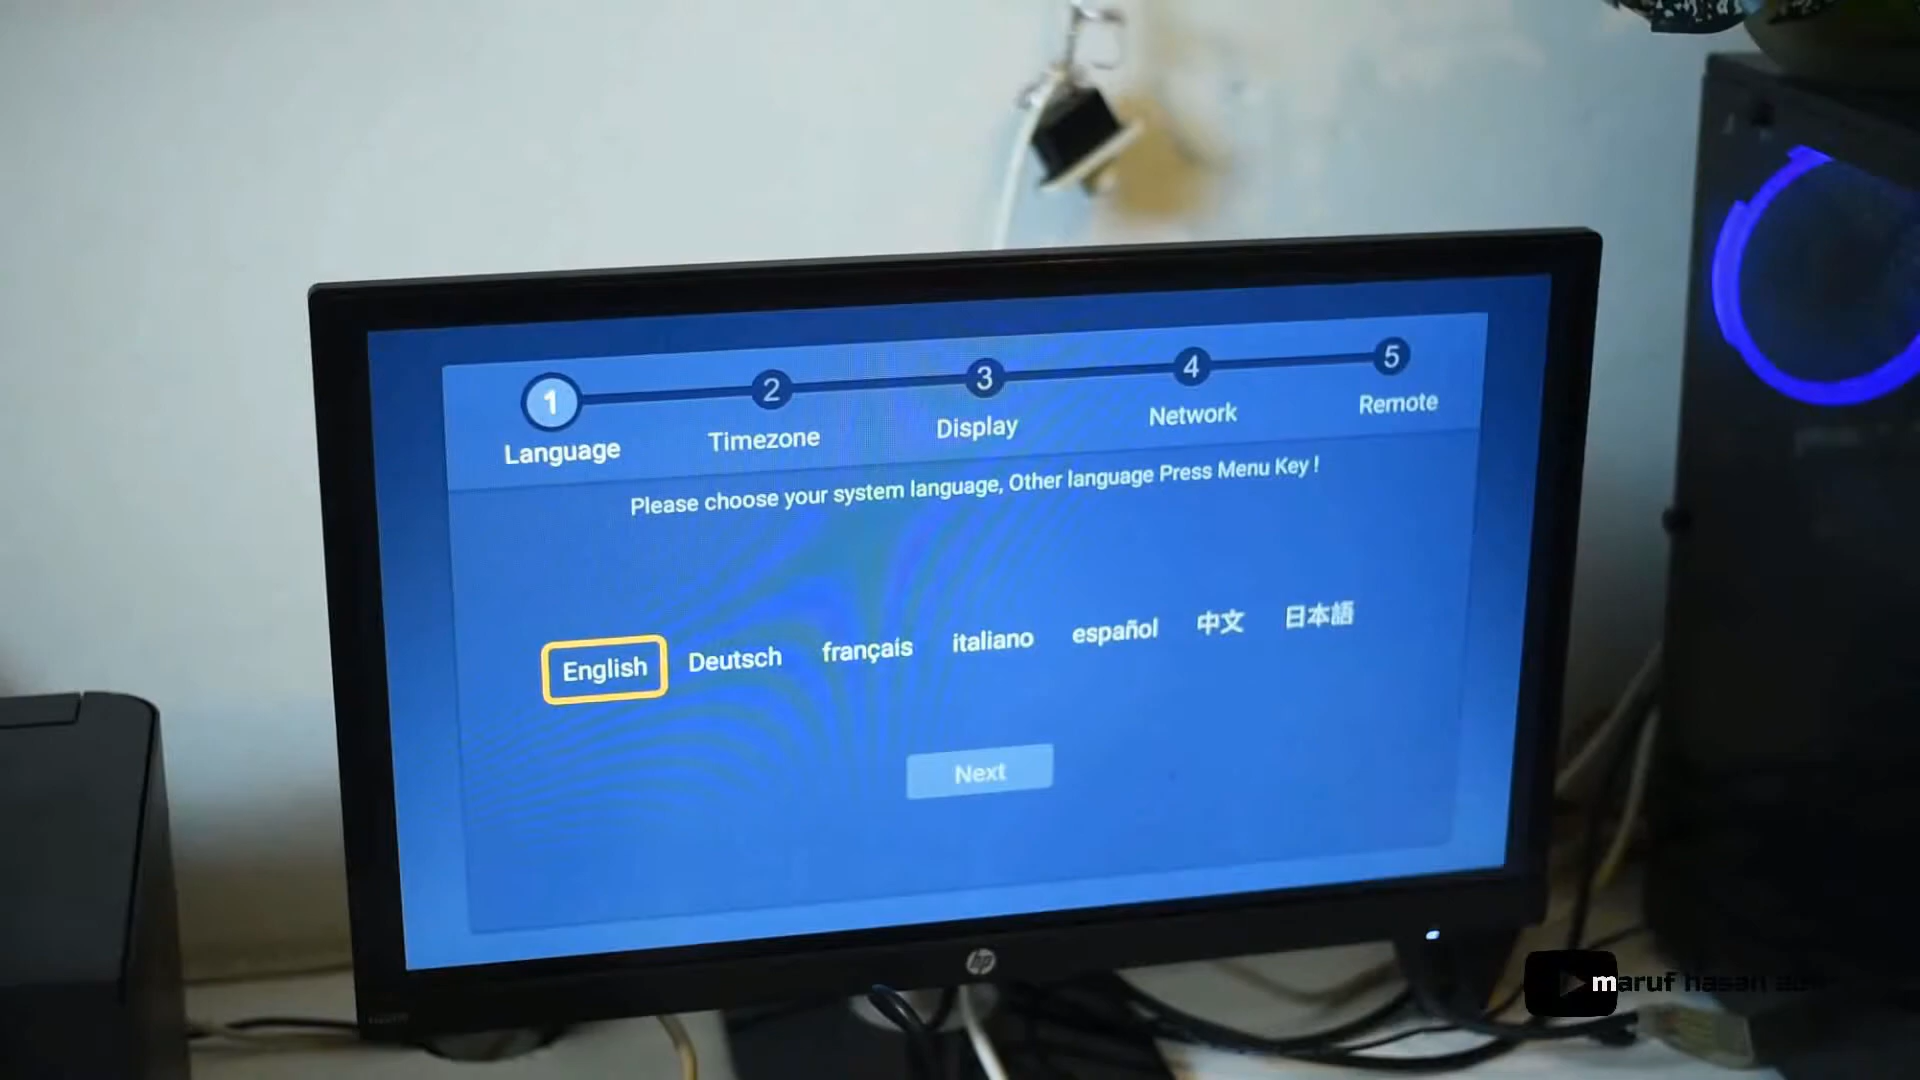 1 2 3 4 5
Language Timezone Display Network Remote
Please choose your system language, Other language Press Menu Key !
English Deutsch français italiano español 中文 日本語
Next
hp
maruf hasan